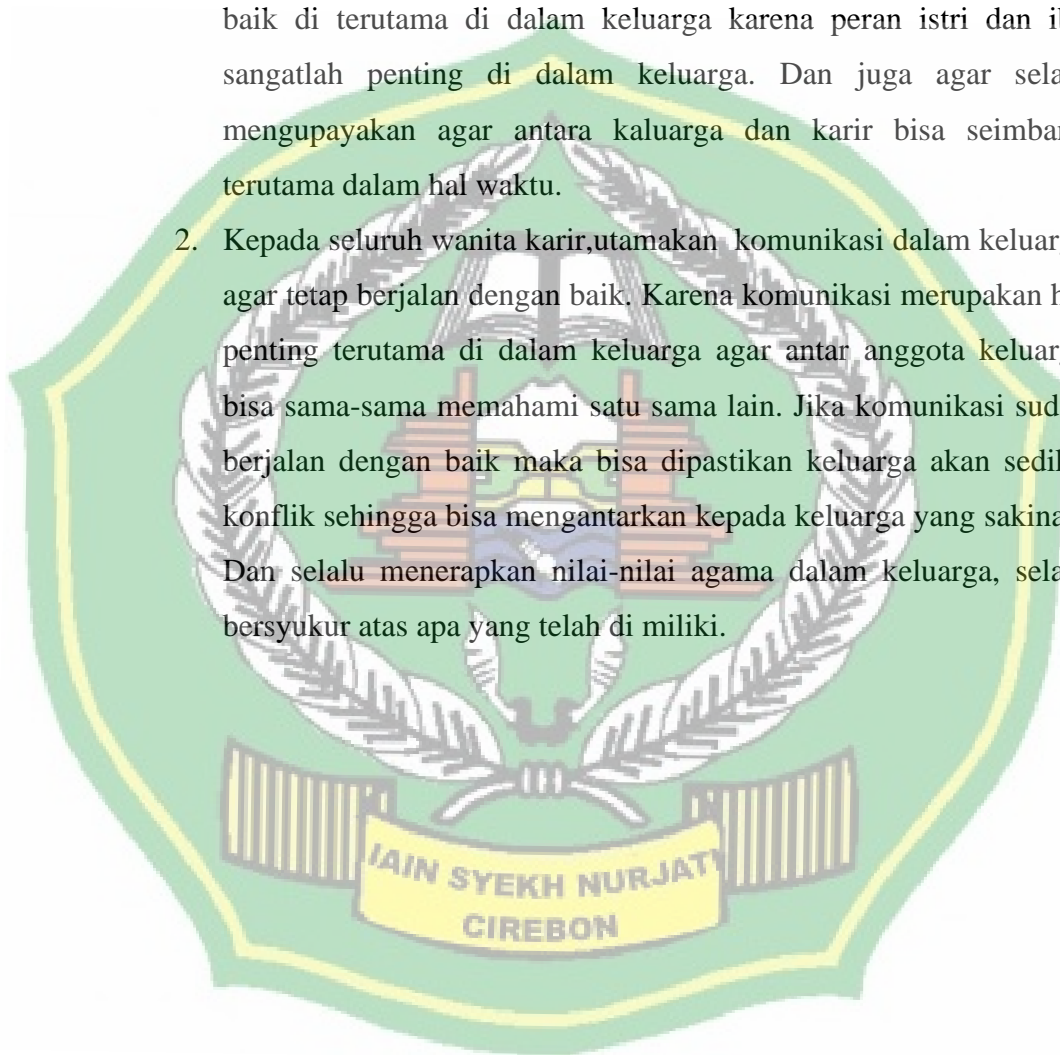 baik di terutama di dalam keluarga karena peran istri dan i
sangatlah penting di dalam keluarga. Dan juga agar sela
mengupayakan agar antara kaluarga dan karir bisa seimba
terutama dalam hal waktu.
2. Kepada seluruh wanita karir,utamakan komunikasi dalam keluar
agar tetap berjalan dengan baik. Karena komunikasi merupakan h
penting terutama di dalam keluarga agar antar anggota keluar
bisa sama-sama memahami satu sama lain. Jika komunikasi sud
berjalan dengan baik maka bisa dipastikan keluarga akan sedi
konflik sehingga bisa mengantarkan kepada keluarga yang sakina
Dan selalu menerapkan nilai-nilai agama dalam keluarga, sela
bersyukur atas apa yang telah di miliki.
IAIN SYEKH NURJATI
CIREBON